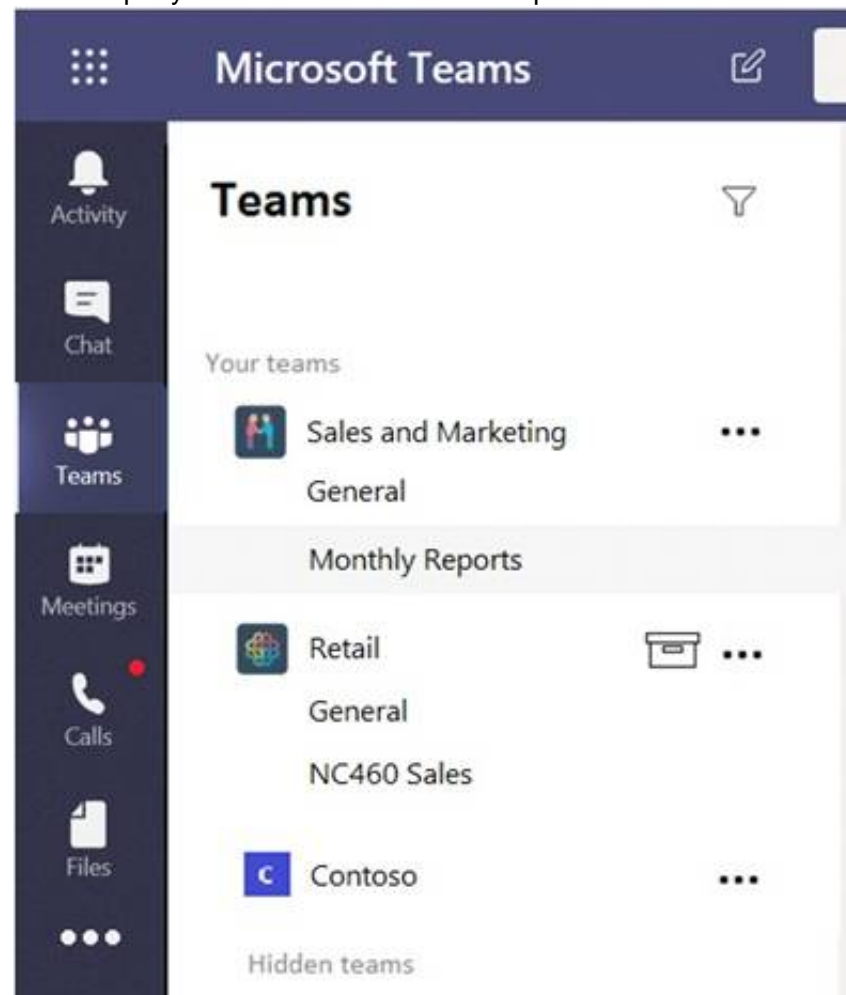 Microsoft Teams
Activity
Teams
Chat
Your teams
Sales and Marketing
Teams
General
Monthly Reports
Meetings
Retail
General
Calls
NC460 Sales
Files
C Contoso
Hidden teams